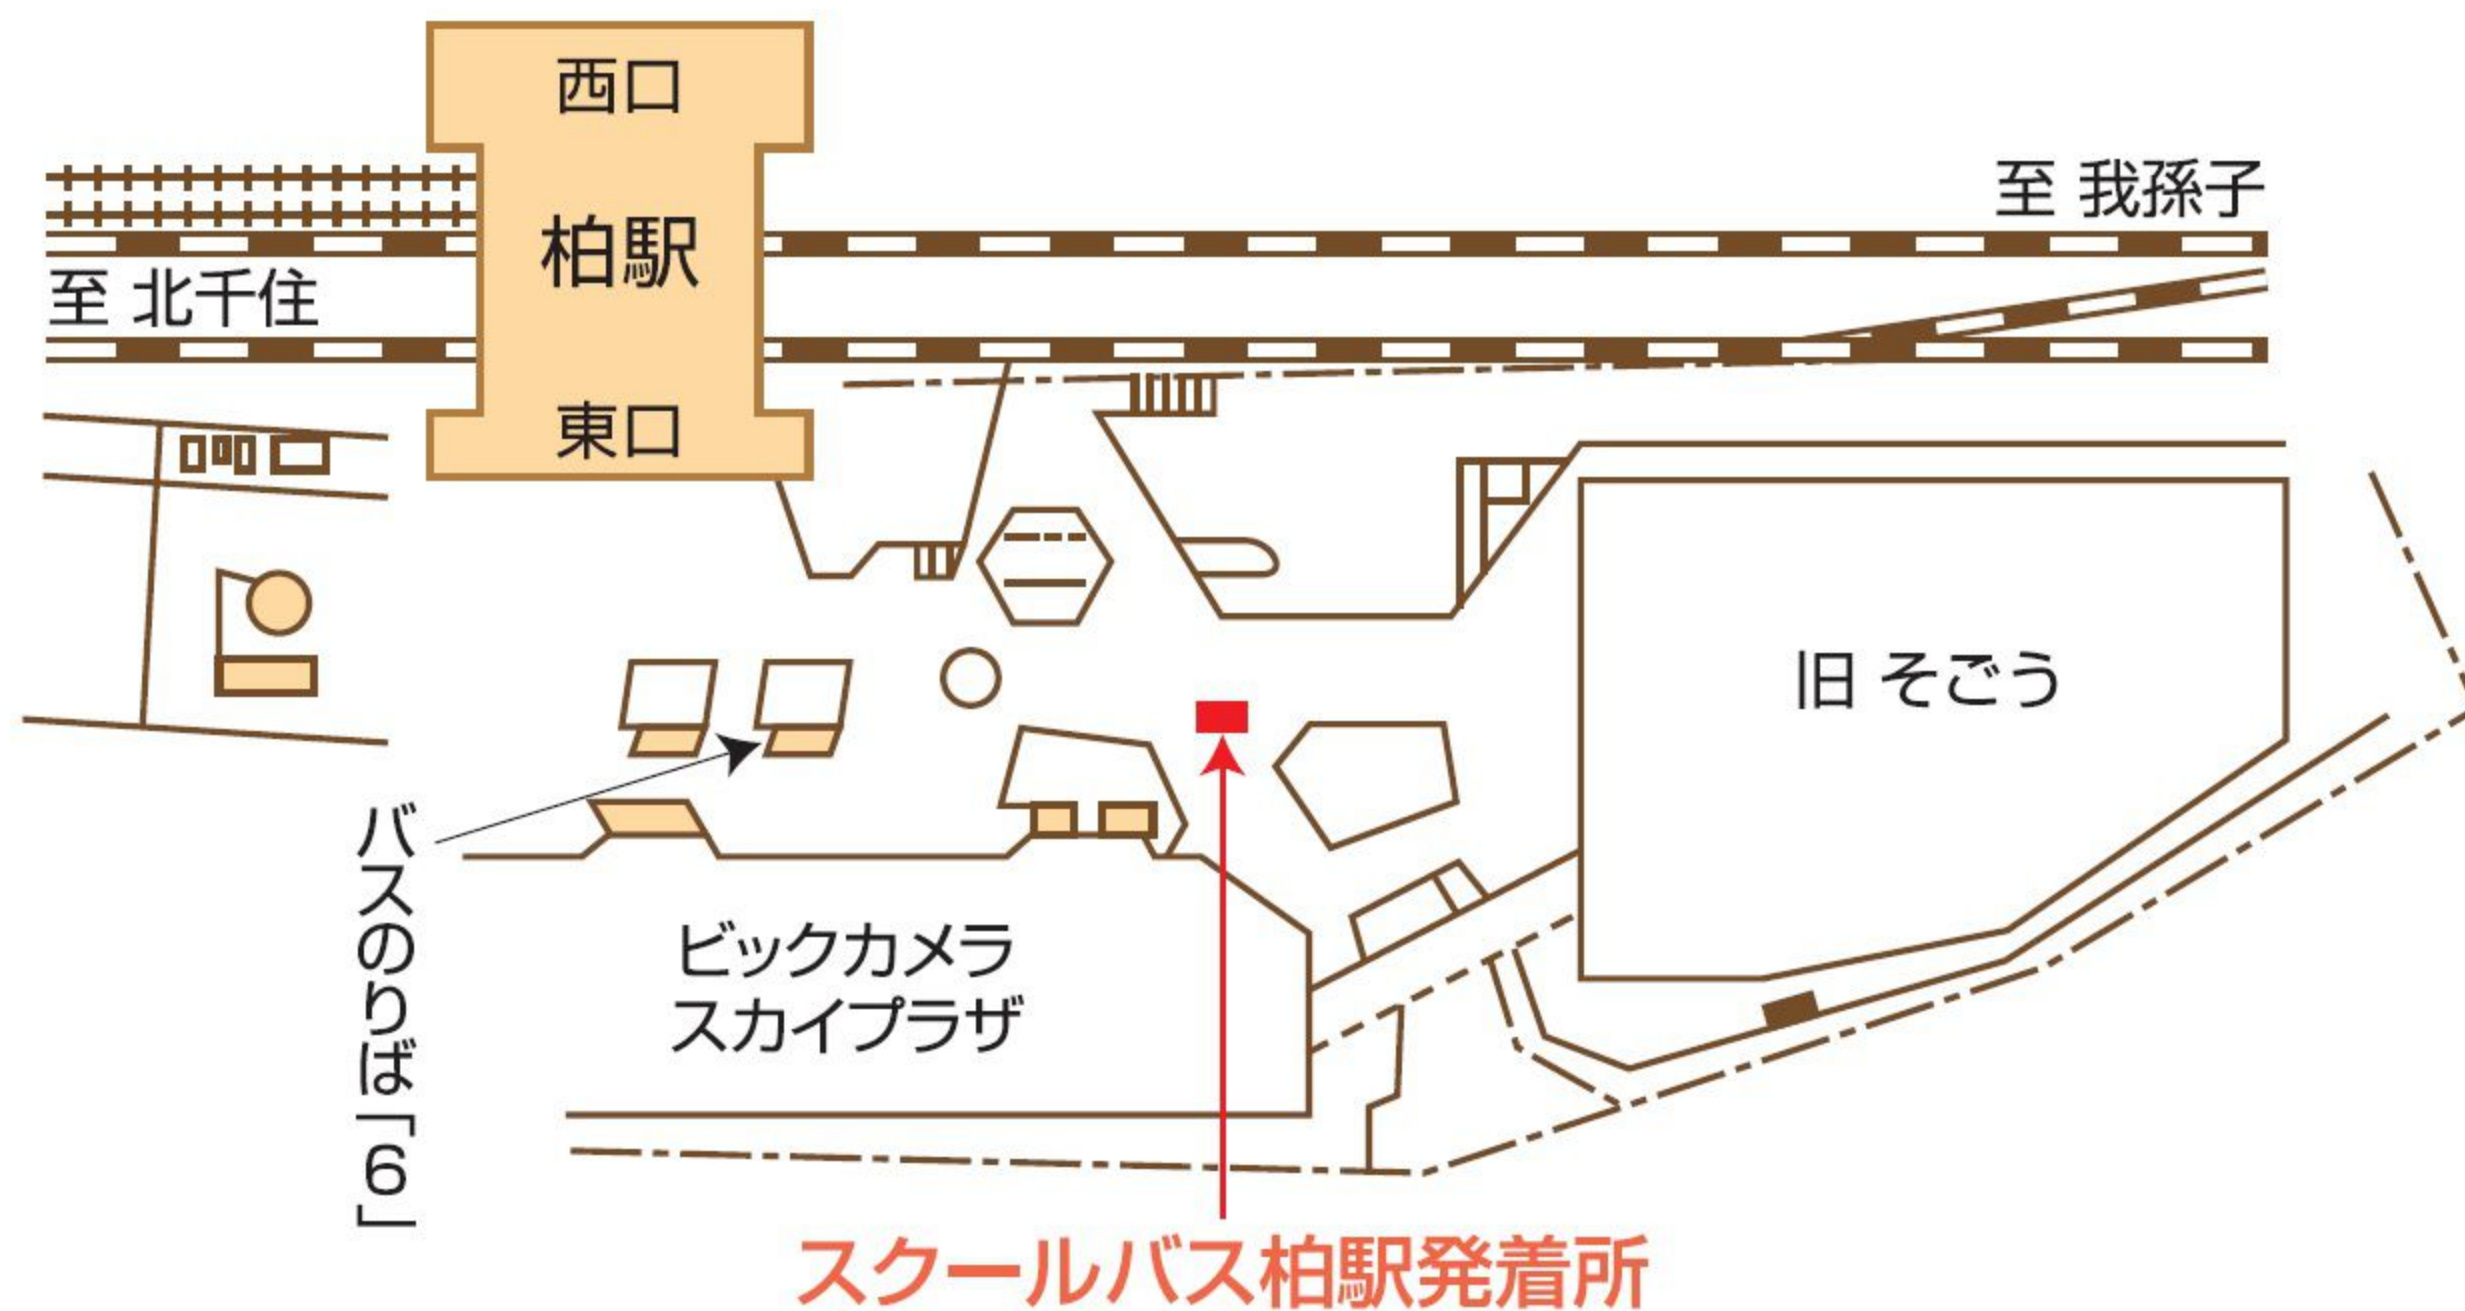 西口
柏駅
東口
至 我孫子
至 北千住
旧 そごう
バスのりば「6」
ビックカメラ
スカイプラザ
スクールバス柏駅発着所